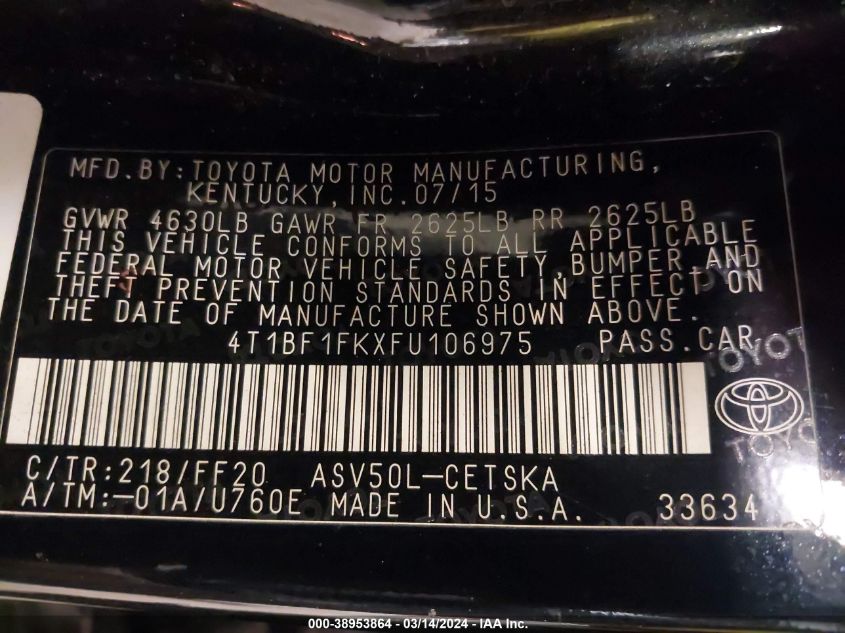 MFD.BY:TOYOTA MOTOR MANUFACTURING,
KENTUCKY,INC.07/15
GVWR 4630LB GAWR FR 2625LB RR 2625LB
THIS VEHICLE CONFORMS TO ALL APPLICABLE
FEDERAL MOTOR VEHICLE SAFETY,BUMPER,AND
THEFT PREVENTION STANDARDS IN EFFECT ON
THE DATE OF MANUFACTURE SHOWN ABOVE.
4T1BF1FKXFU106975 PASS.CAR
C/TR:218/FF20 ASV50L-CETSKA
A/TM:-01A/U760E MADE IN U.S.A. 33634
000-38953864 - 03/14/2024 - IAA Inc.